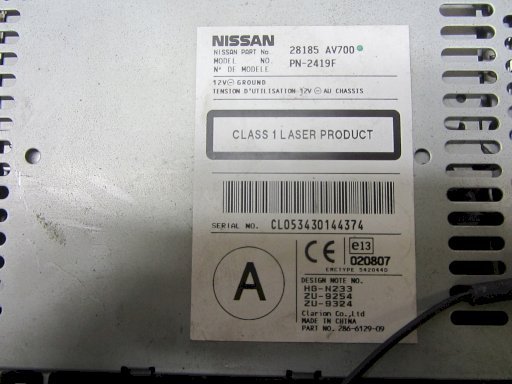 NISSAN
NISSAN PART No. 28185 AV700
MODEL NO. PN-2419F
N° DE MODELE
12V ⊖ GROUND
TENSION D'UTILISATION 12V ⊖ AU CHASSIS
CLASS 1 LASER PRODUCT
SERIAL NO. CL053430144374
CE e13
020807
EMCTYPE 5420440
A
DESIGN NOTE NO.
HG-N233
ZU-9254
ZU-9324
Clarion Co.,Ltd
MADE IN CHINA
PART NO. 286-6129-09